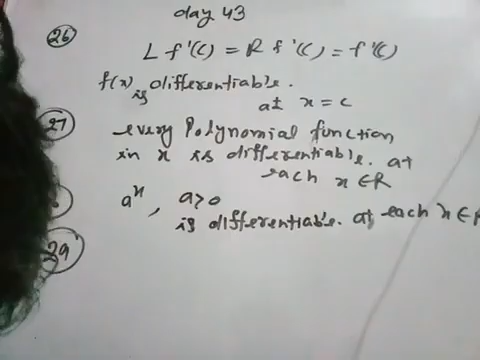 day 43
26 L f'(c) = R f'(c) = f'(c)
f(x) is differentiable.
at x = c
27 every Polynomial function
in x is differentiable. at
each x ∈ R
a^x, a>0
is differentiable. at each x ∈ R
29